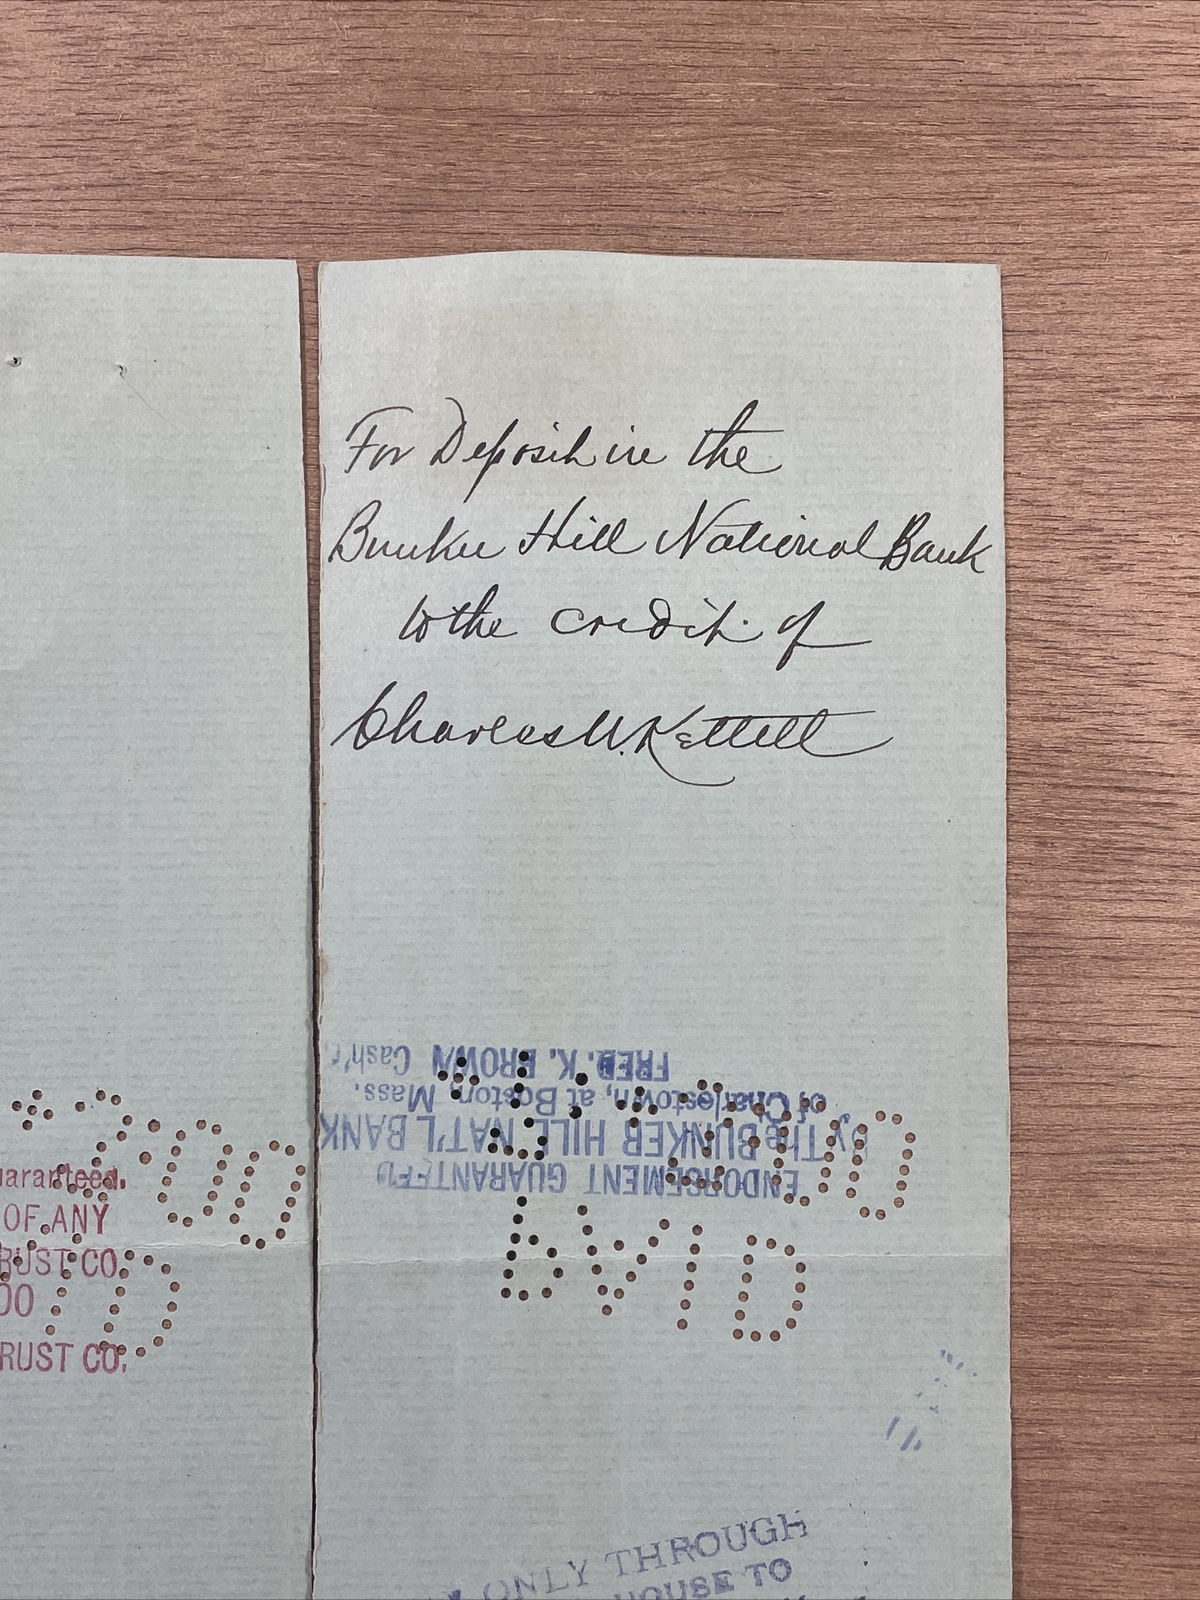 For Deposit in the
Bunker Hill National Bank
to the credit of
Charles U. Kettell
ENDORSEMENT GUARANTEED
By The BUNKER HILL NAT'L BANK
of Charlestown, at Boston, Mass.
FRED. K. BROWN Cash'r
PAID
uaranteed.
OF ANY
RUST CO.
00
RUST CO.
ONLY THROUGH
HOUSE TO